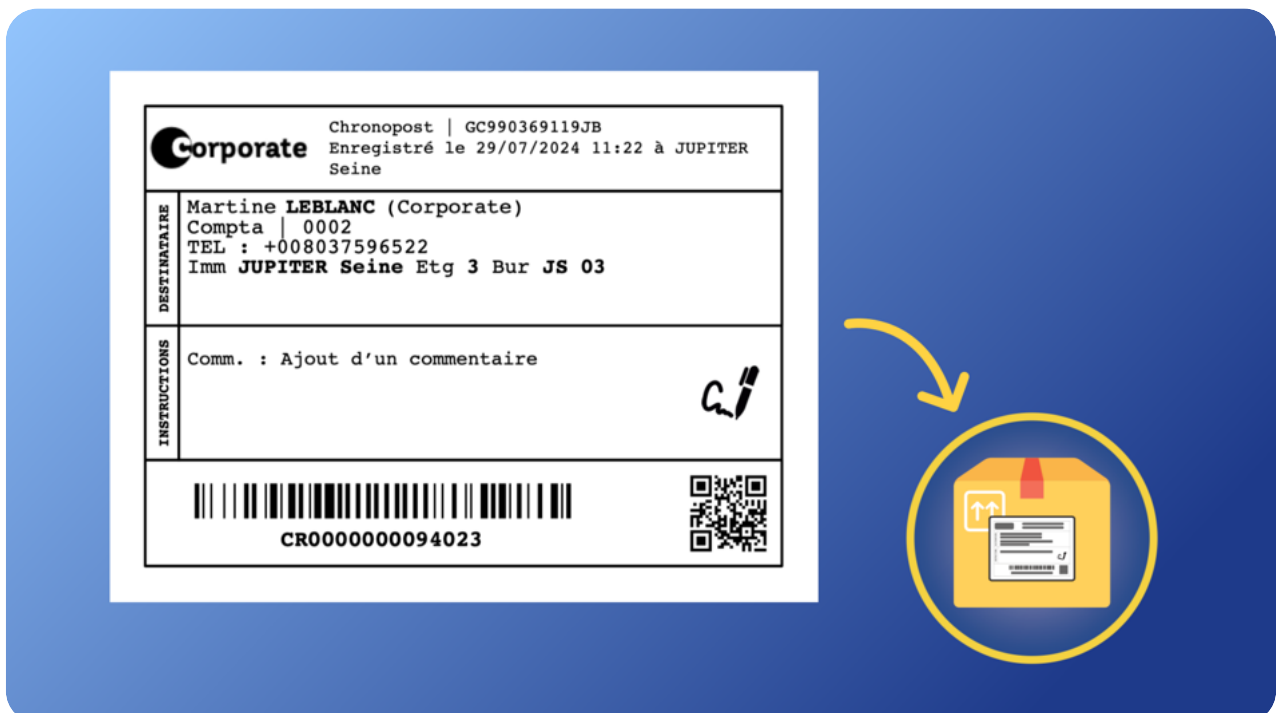 Corporate
Chronopost | GC990369119JB
Enregistré le 29/07/2024 11:22 à JUPITER
Seine
DESTINATAIRE
Martine LEBLANC (Corporate)
Compta | 0002
TEL : +008037596522
Imm JUPITER Seine Etg 3 Bur JS 03
INSTRUCTIONS
Comm. : Ajout d’un commentaire
CR0000000094023